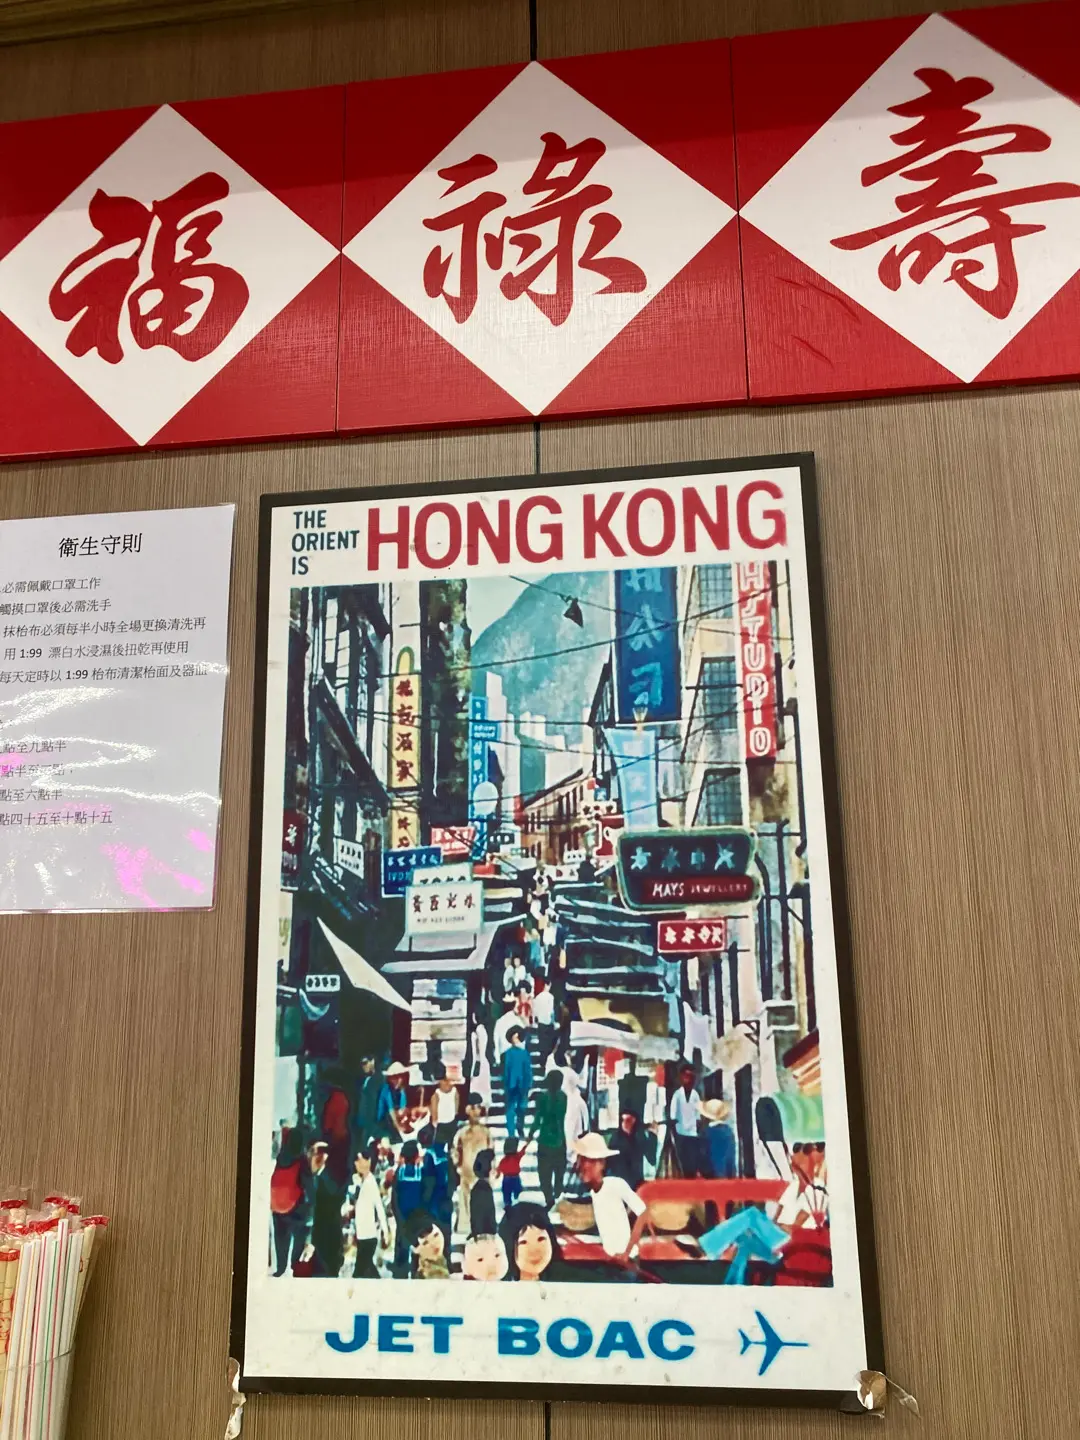 福 祿 壽
衛生守則
必需佩戴口罩工作
觸摸口罩後必需洗手
抹枱布必須每半小時全場更換清洗再
用 1:99 漂白水浸濕後扭乾再使用
每天定時以 1:99 枱布清潔枱面及器皿
點至九點半
點半至
點至六點半
點四十五至十點十五
THE
ORIENT
IS
HONG KONG
STUDIO
MAYS JEWELLERY
JET BOAC